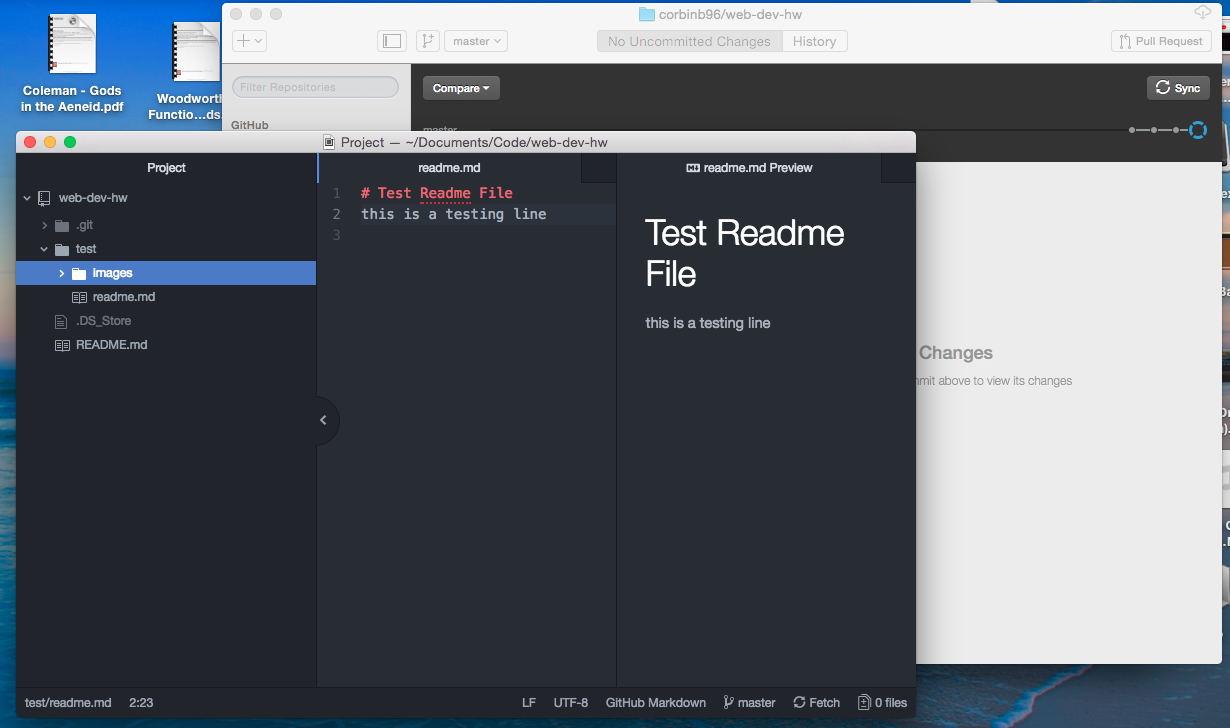 Coleman - Gods
in the Aeneid.pdf
Functio...ds.
corbinb96/web-dev-hw
master
No Uncommitted Changes
History
Pull Request
Filter Repositories
GitHub
Compare
Sync
master
Project — ~/Documents/Code/web-dev-hw
Project
web-dev-hw
.git
test
images
readme.md
.DS_Store
README.md
readme.md
1 # Test Readme File
2 this is a testing line
3
readme.md Preview
Test Readme
File
this is a testing line
Changes
above to view its changes
test/readme.md 2:23
LF UTF-8 GitHub Markdown master Fetch 0 files